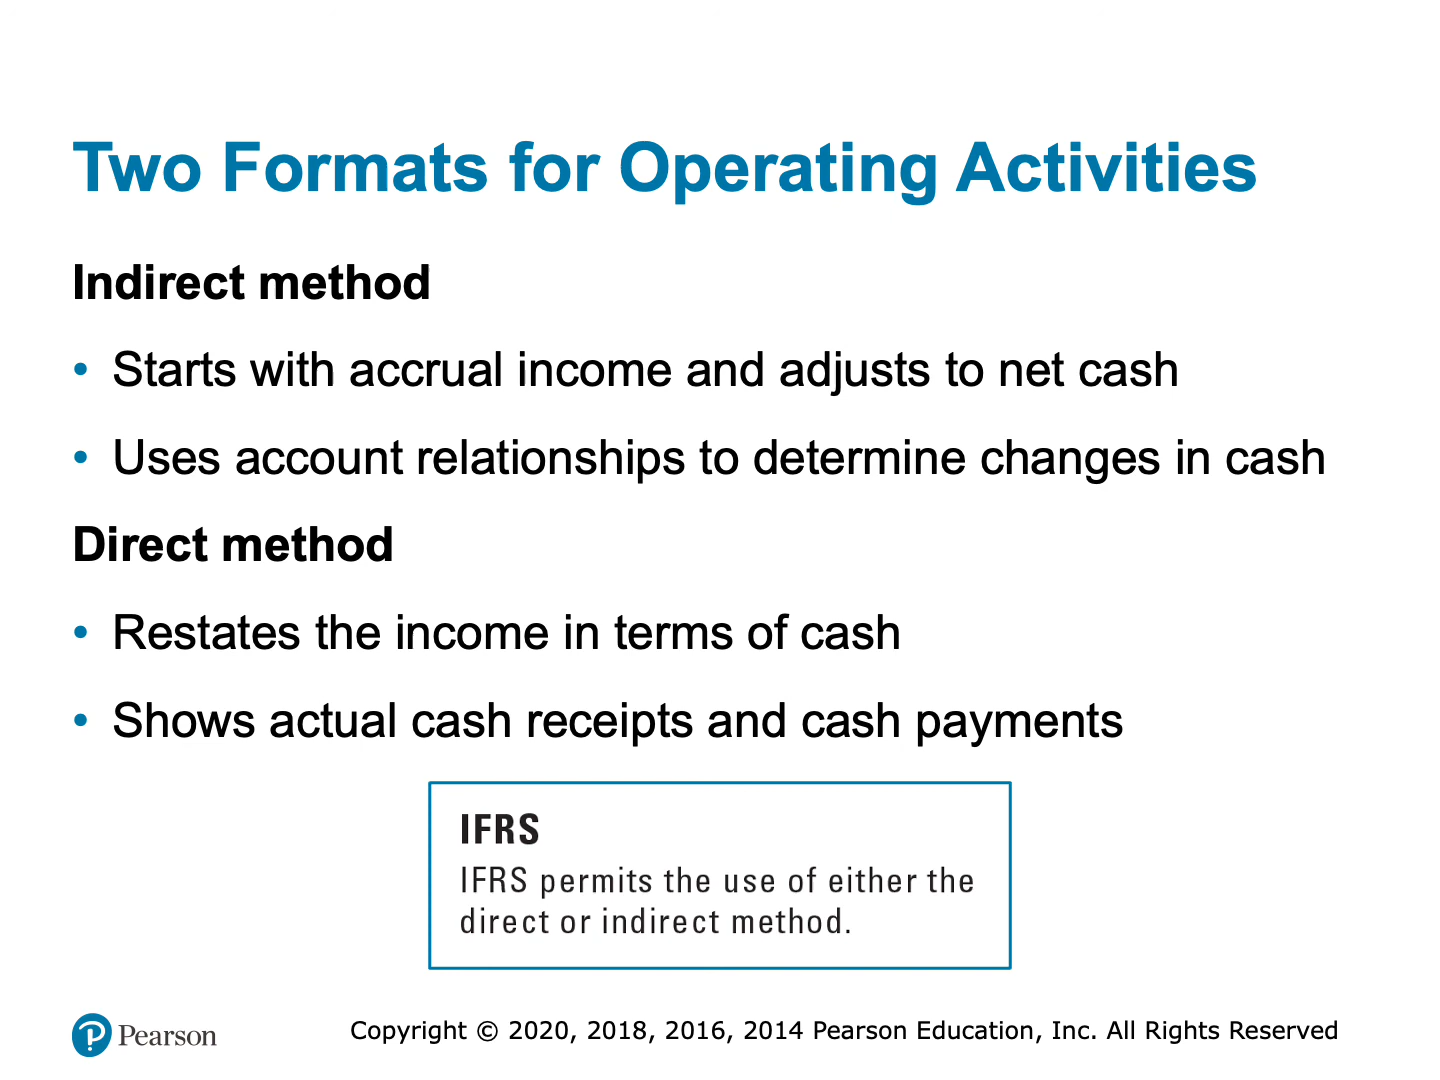 Two Formats for Operating Activities
Indirect method
• Starts with accrual income and adjusts to net cash
• Uses account relationships to determine changes in cash
Direct method
• Restates the income in terms of cash
• Shows actual cash receipts and cash payments
IFRS
IFRS permits the use of either the
direct or indirect method.
P Pearson
Copyright © 2020, 2018, 2016, 2014 Pearson Education, Inc. All Rights Reserved